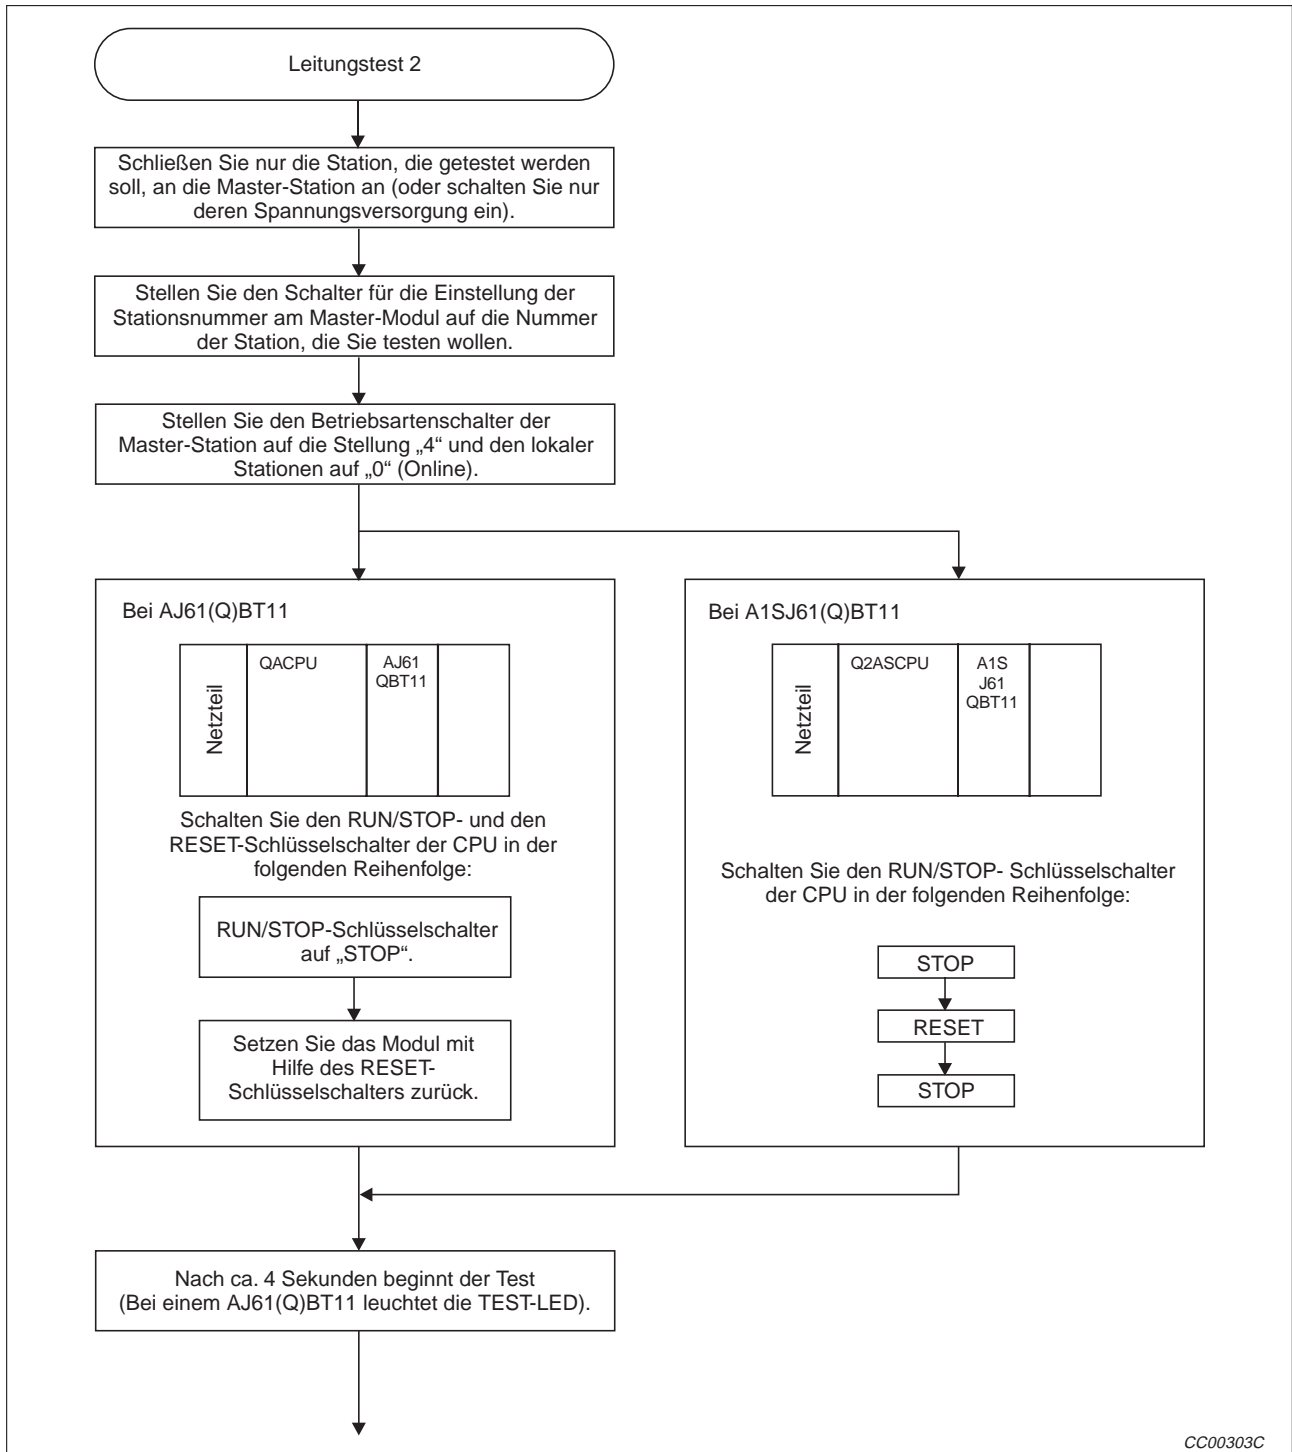 Leitungstest 2
Schließen Sie nur die Station, die getestet werden
soll, an die Master-Station an (oder schalten Sie nur
deren Spannungsversorgung ein).
Stellen Sie den Schalter für die Einstellung der
Stationsnummer am Master-Modul auf die Nummer
der Station, die Sie testen wollen.
Stellen Sie den Betriebsartenschalter der
Master-Station auf die Stellung „4“ und den lokaler
Stationen auf „0“ (Online).
Bei AJ61(Q)BT11
Netzteil
QACPU
AJ61
QBT11
Schalten Sie den RUN/STOP- und den
RESET-Schlüsselschalter der CPU in der
folgenden Reihenfolge:
RUN/STOP-Schlüsselschalter
auf „STOP“.
Setzen Sie das Modul mit
Hilfe des RESET-
Schlüsselschalters zurück.
Bei A1SJ61(Q)BT11
Netzteil
Q2ASCPU
A1S
J61
QBT11
Schalten Sie den RUN/STOP- Schlüsselschalter
der CPU in der folgenden Reihenfolge:
STOP
RESET
STOP
Nach ca. 4 Sekunden beginnt der Test
(Bei einem AJ61(Q)BT11 leuchtet die TEST-LED).
CC00303C